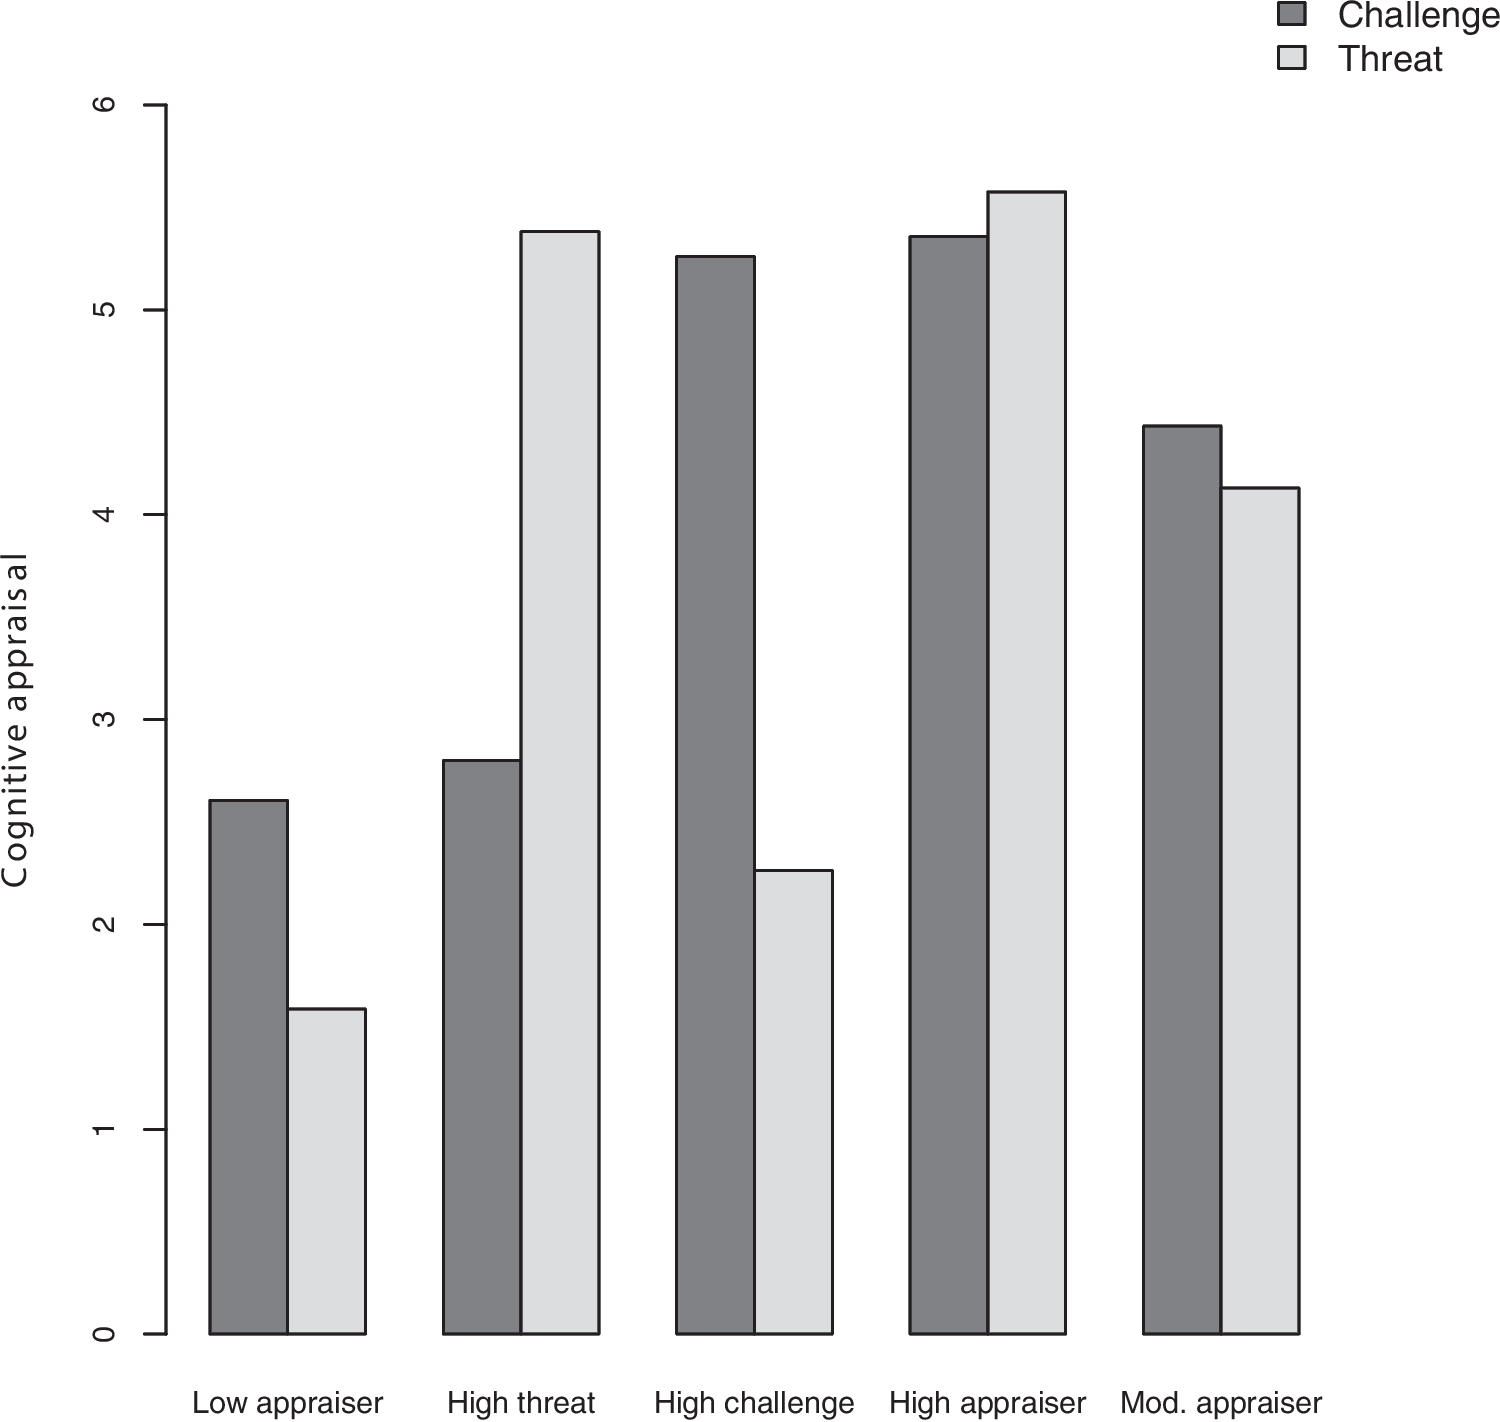 Challenge
Threat
6
5
4
3
2
1
0
Cognitive appraisal
Low appraiser
High threat
High challenge
High appraiser
Mod. appraiser